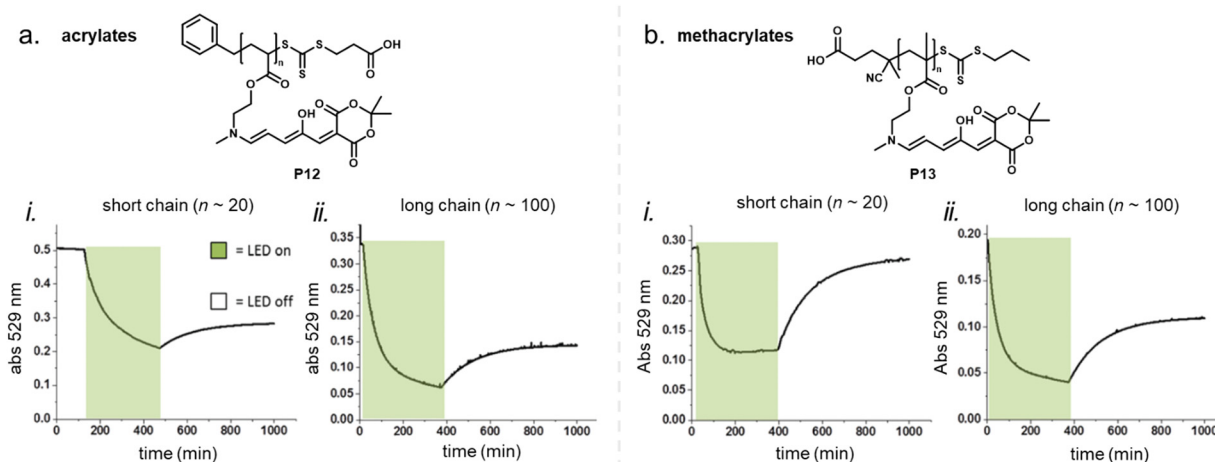 a. acrylates
n
S
S
S
OH
O
O
O
N
OH
O
O
O
O
P12
i. short chain (n ~ 20)
abs 529 nm
0.5
0.4
0.3
0.2
0.1
0.0
= LED on
= LED off
0 200 400 600 800 1000
time (min)
ii. long chain (n ~ 100)
abs 529 nm
0.35
0.30
0.25
0.20
0.15
0.10
0.05
0.00
0 200 400 600 800 1000
time (min)
b. methacrylates
O
HO
NC
n
S
S
S
O
O
N
OH
O
O
O
O
P13
i. short chain (n ~ 20)
Abs 529 nm
0.30
0.25
0.20
0.15
0.10
0.05
0.00
0 200 400 600 800 1000
time (min)
ii. long chain (n ~ 100)
Abs 529 nm
0.20
0.15
0.10
0.05
0.00
0 200 400 600 800 1000
time (min)